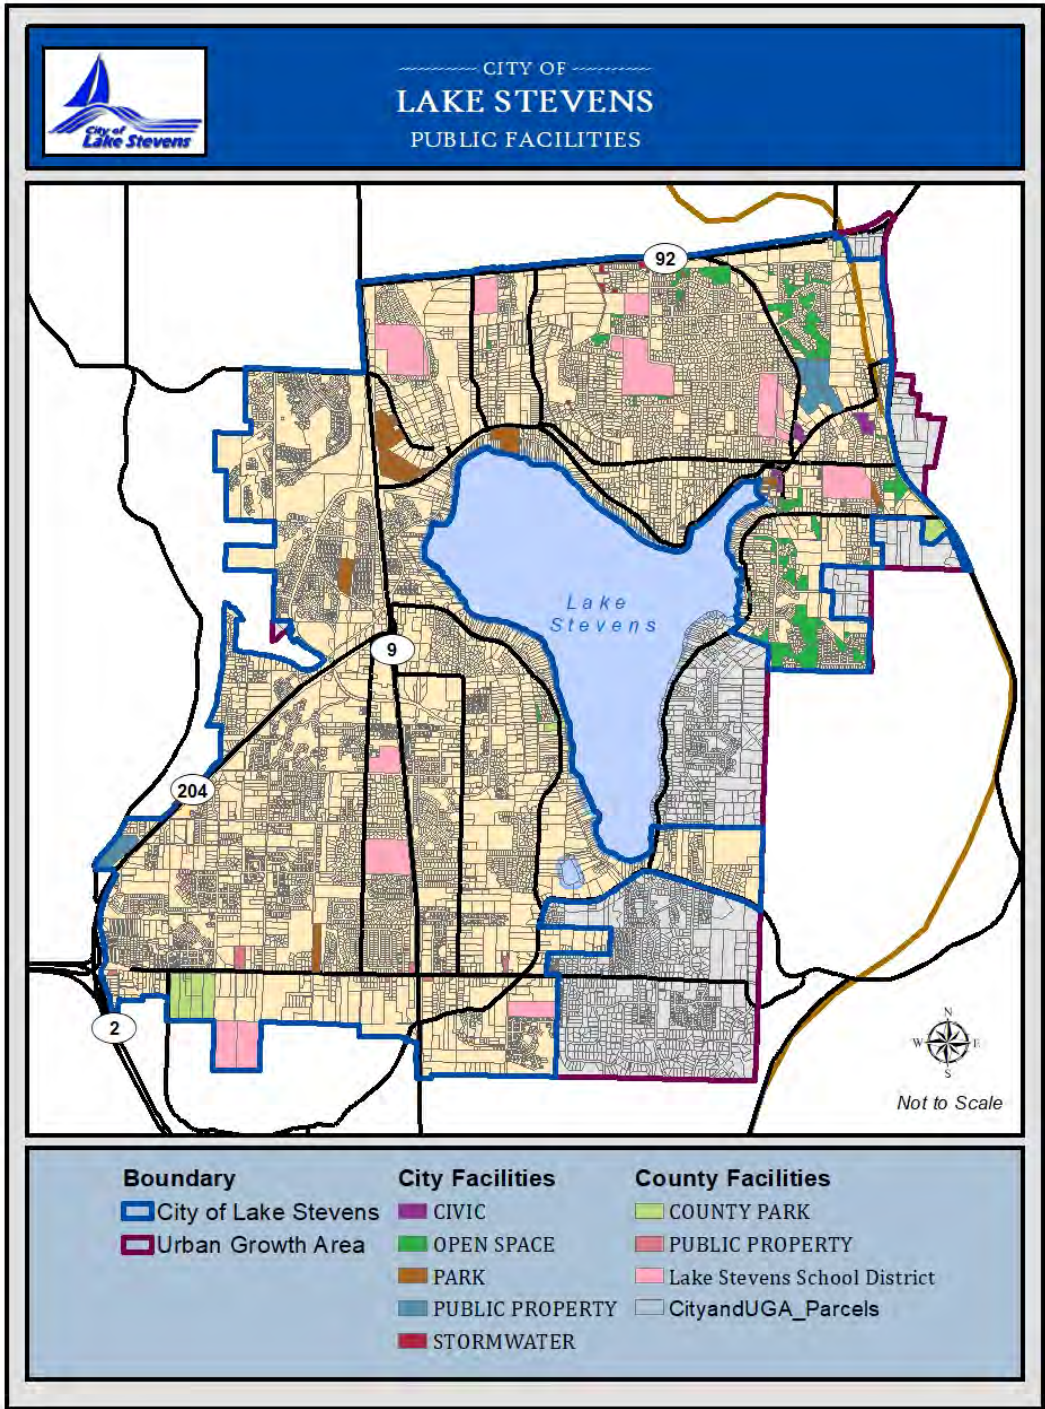 City of
Lake Stevens
CITY OF
LAKE STEVENS
PUBLIC FACILITIES
92
Lake
Stevens
9
204
2
N
W E
S
Not to Scale
Boundary
City of Lake Stevens
Urban Growth Area
City Facilities
CIVIC
OPEN SPACE
PARK
PUBLIC PROPERTY
STORMWATER
County Facilities
COUNTY PARK
PUBLIC PROPERTY
Lake Stevens School District
CityandUGA_Parcels